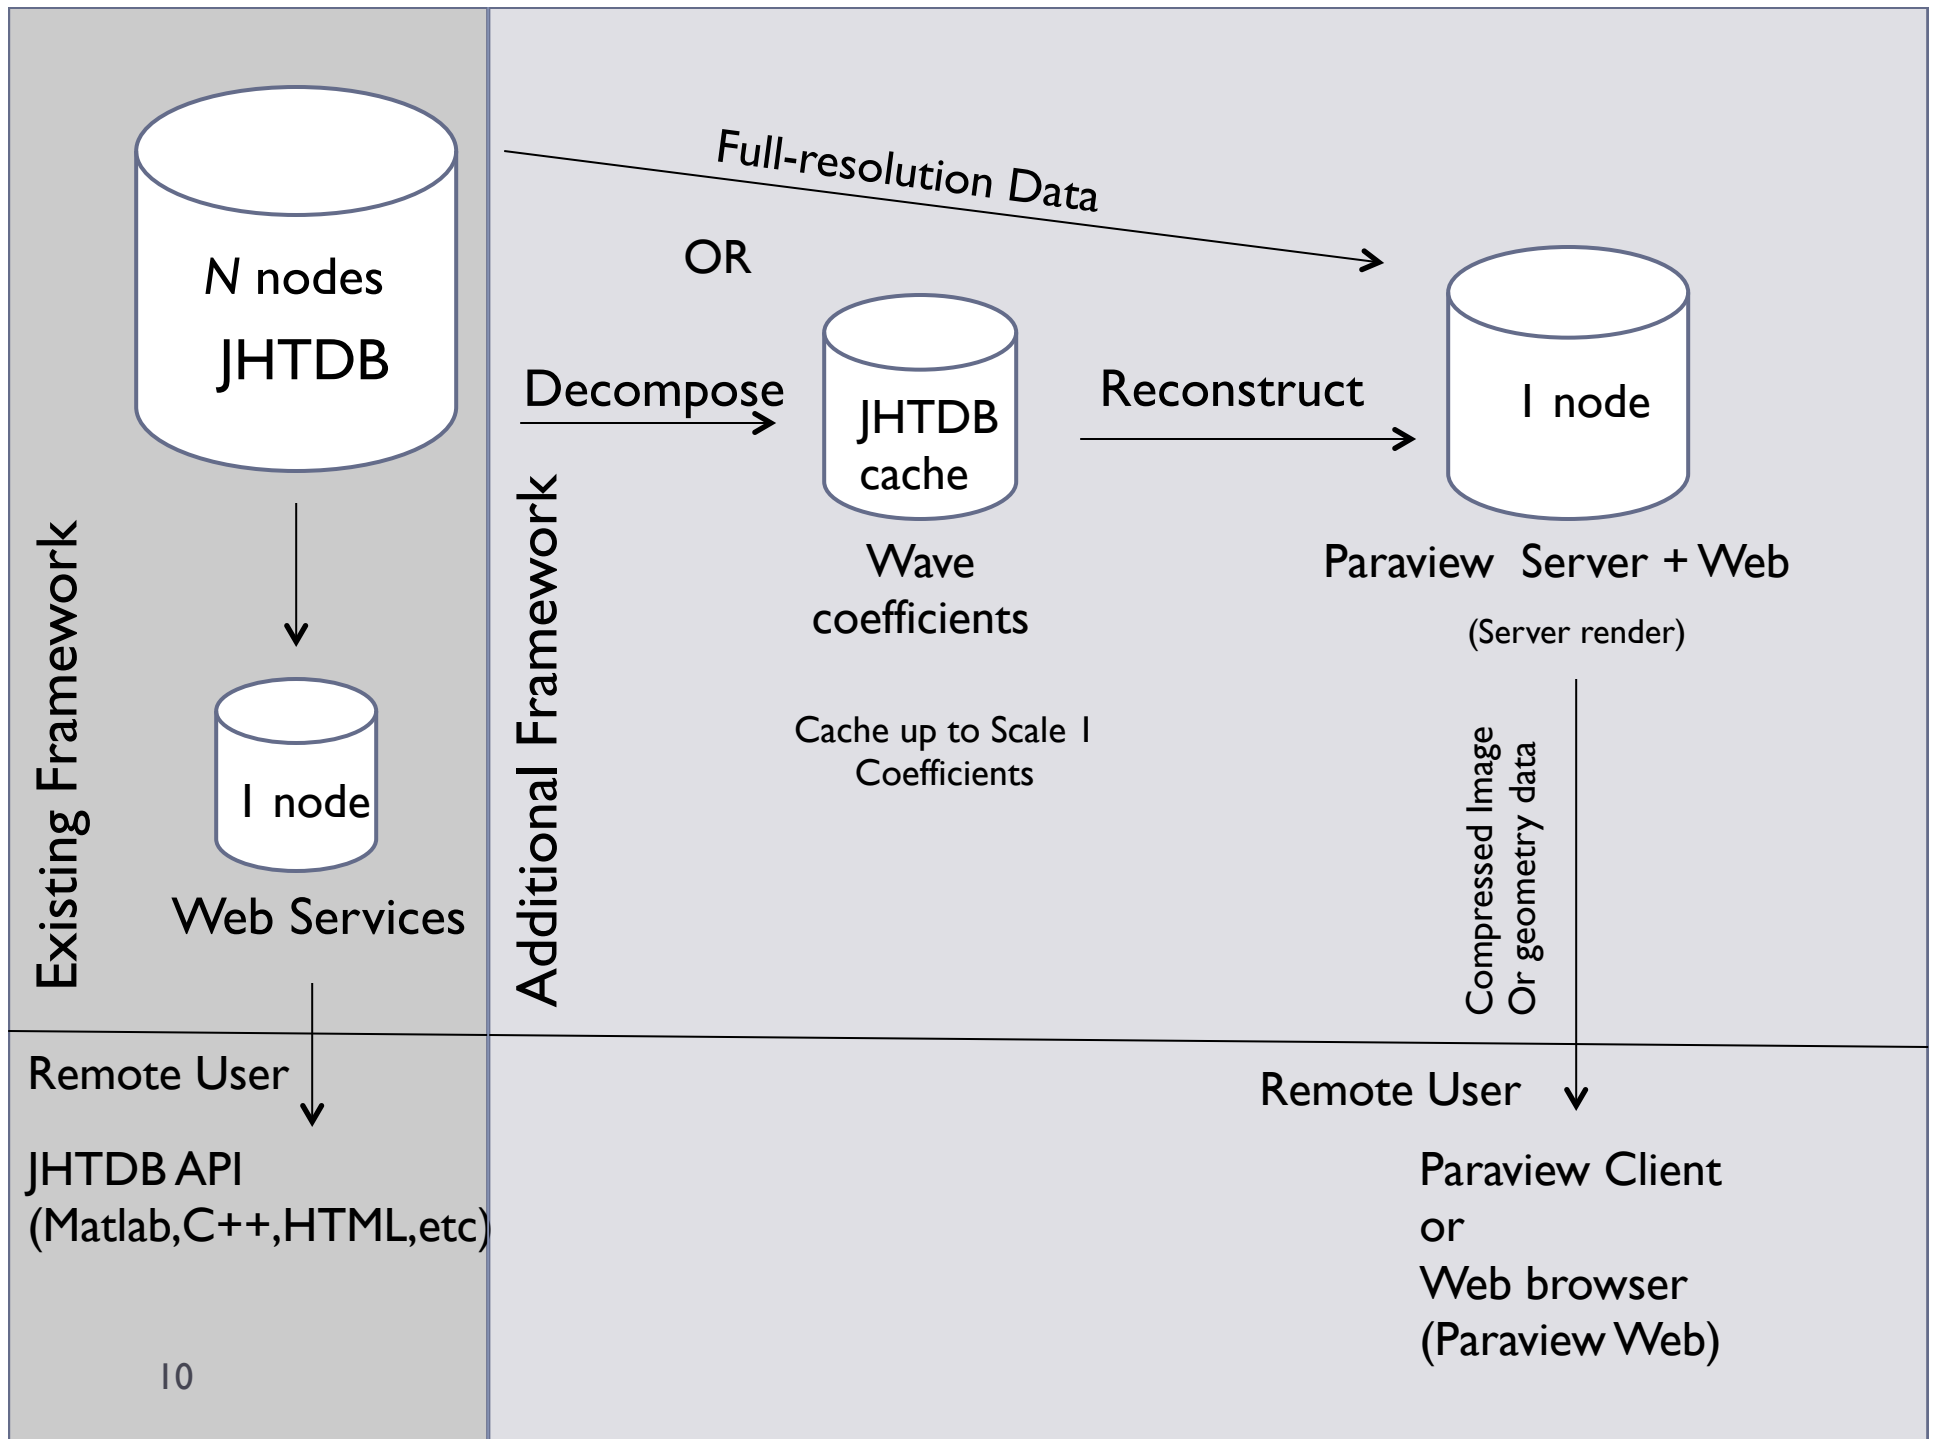 N nodes
JHTDB
Existing Framework
1 node
Web Services
Remote User
JHTDB API
(Matlab,C++,HTML,etc)
10
Full-resolution Data
OR
Decompose
JHTDB
cache
Reconstruct
1 node
Additional Framework
Wave
coefficients
Cache up to Scale 1
Coefficients
Paraview Server + Web
(Server render)
Compressed Image
Or geometry data
Remote User
Paraview Client
or
Web browser
(Paraview Web)